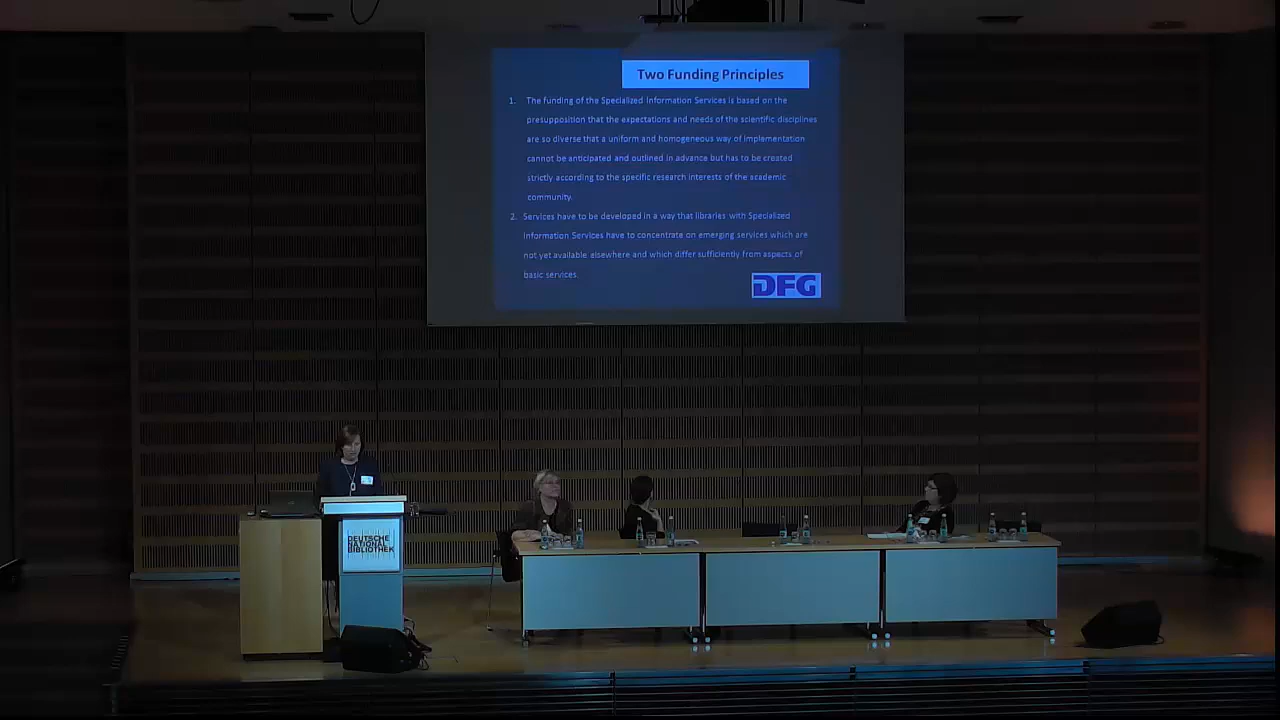 Two Funding Principles
1. The funding of the Specialized Information Services is based on the
presupposition that the expectations and needs of the scientific disciplines
are so diverse that a uniform and homogeneous way of implementation
cannot be anticipated and outlined in advance but has to be created
strictly according to the specific research interests of the academic
community.
2. Services have to be developed in a way that libraries with Specialized
Information Services have to concentrate on emerging services which are
not yet available elsewhere and which differ sufficiently from aspects of
basic services.
DFG
DEUTSCHE
NATIONAL
BIBLIOTHEK